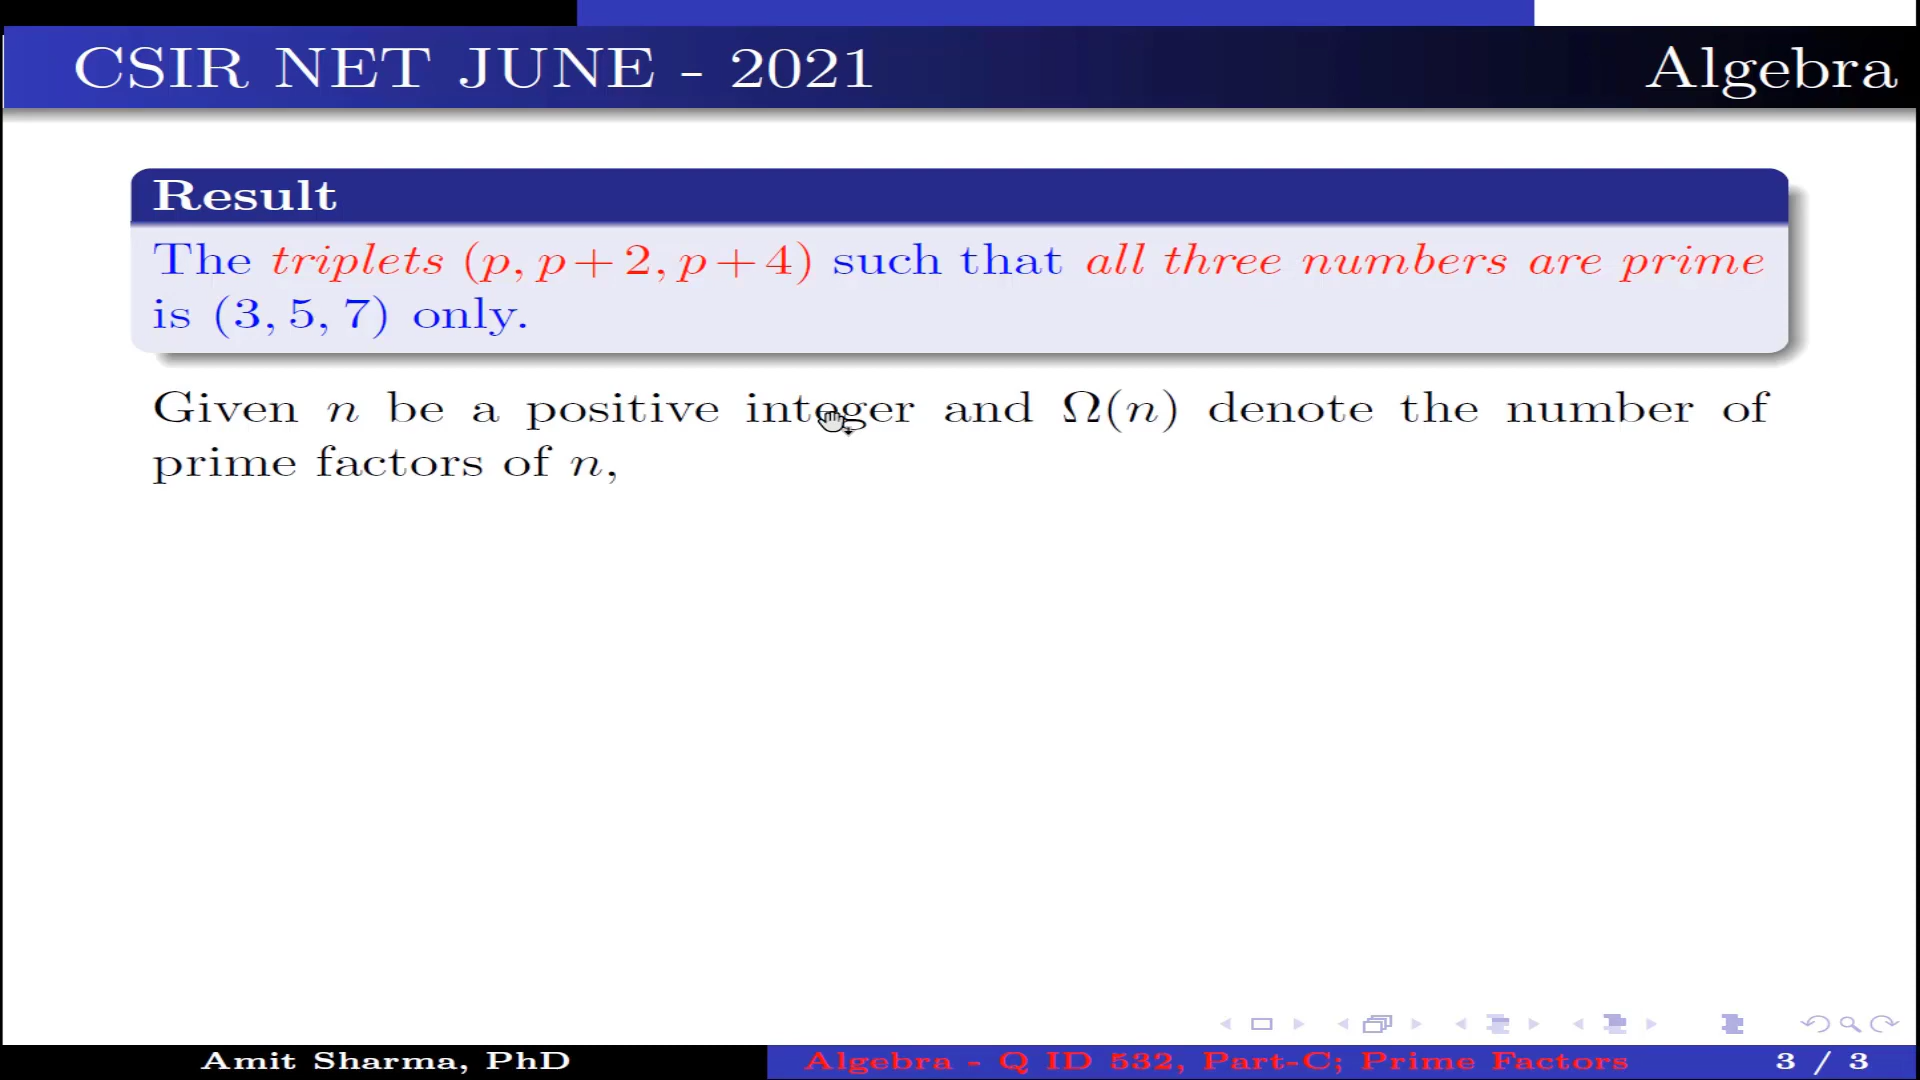 CSIR NET JUNE - 2021 Algebra
Result
The triplets (p, p + 2, p + 4) such that all three numbers are prime
is (3, 5, 7) only.
Given n be a positive integer and Ω(n) denote the number of
prime factors of n,
Amit Sharma, PhD Algebra - Q ID 532, Part-C; Prime Factors 3 / 3